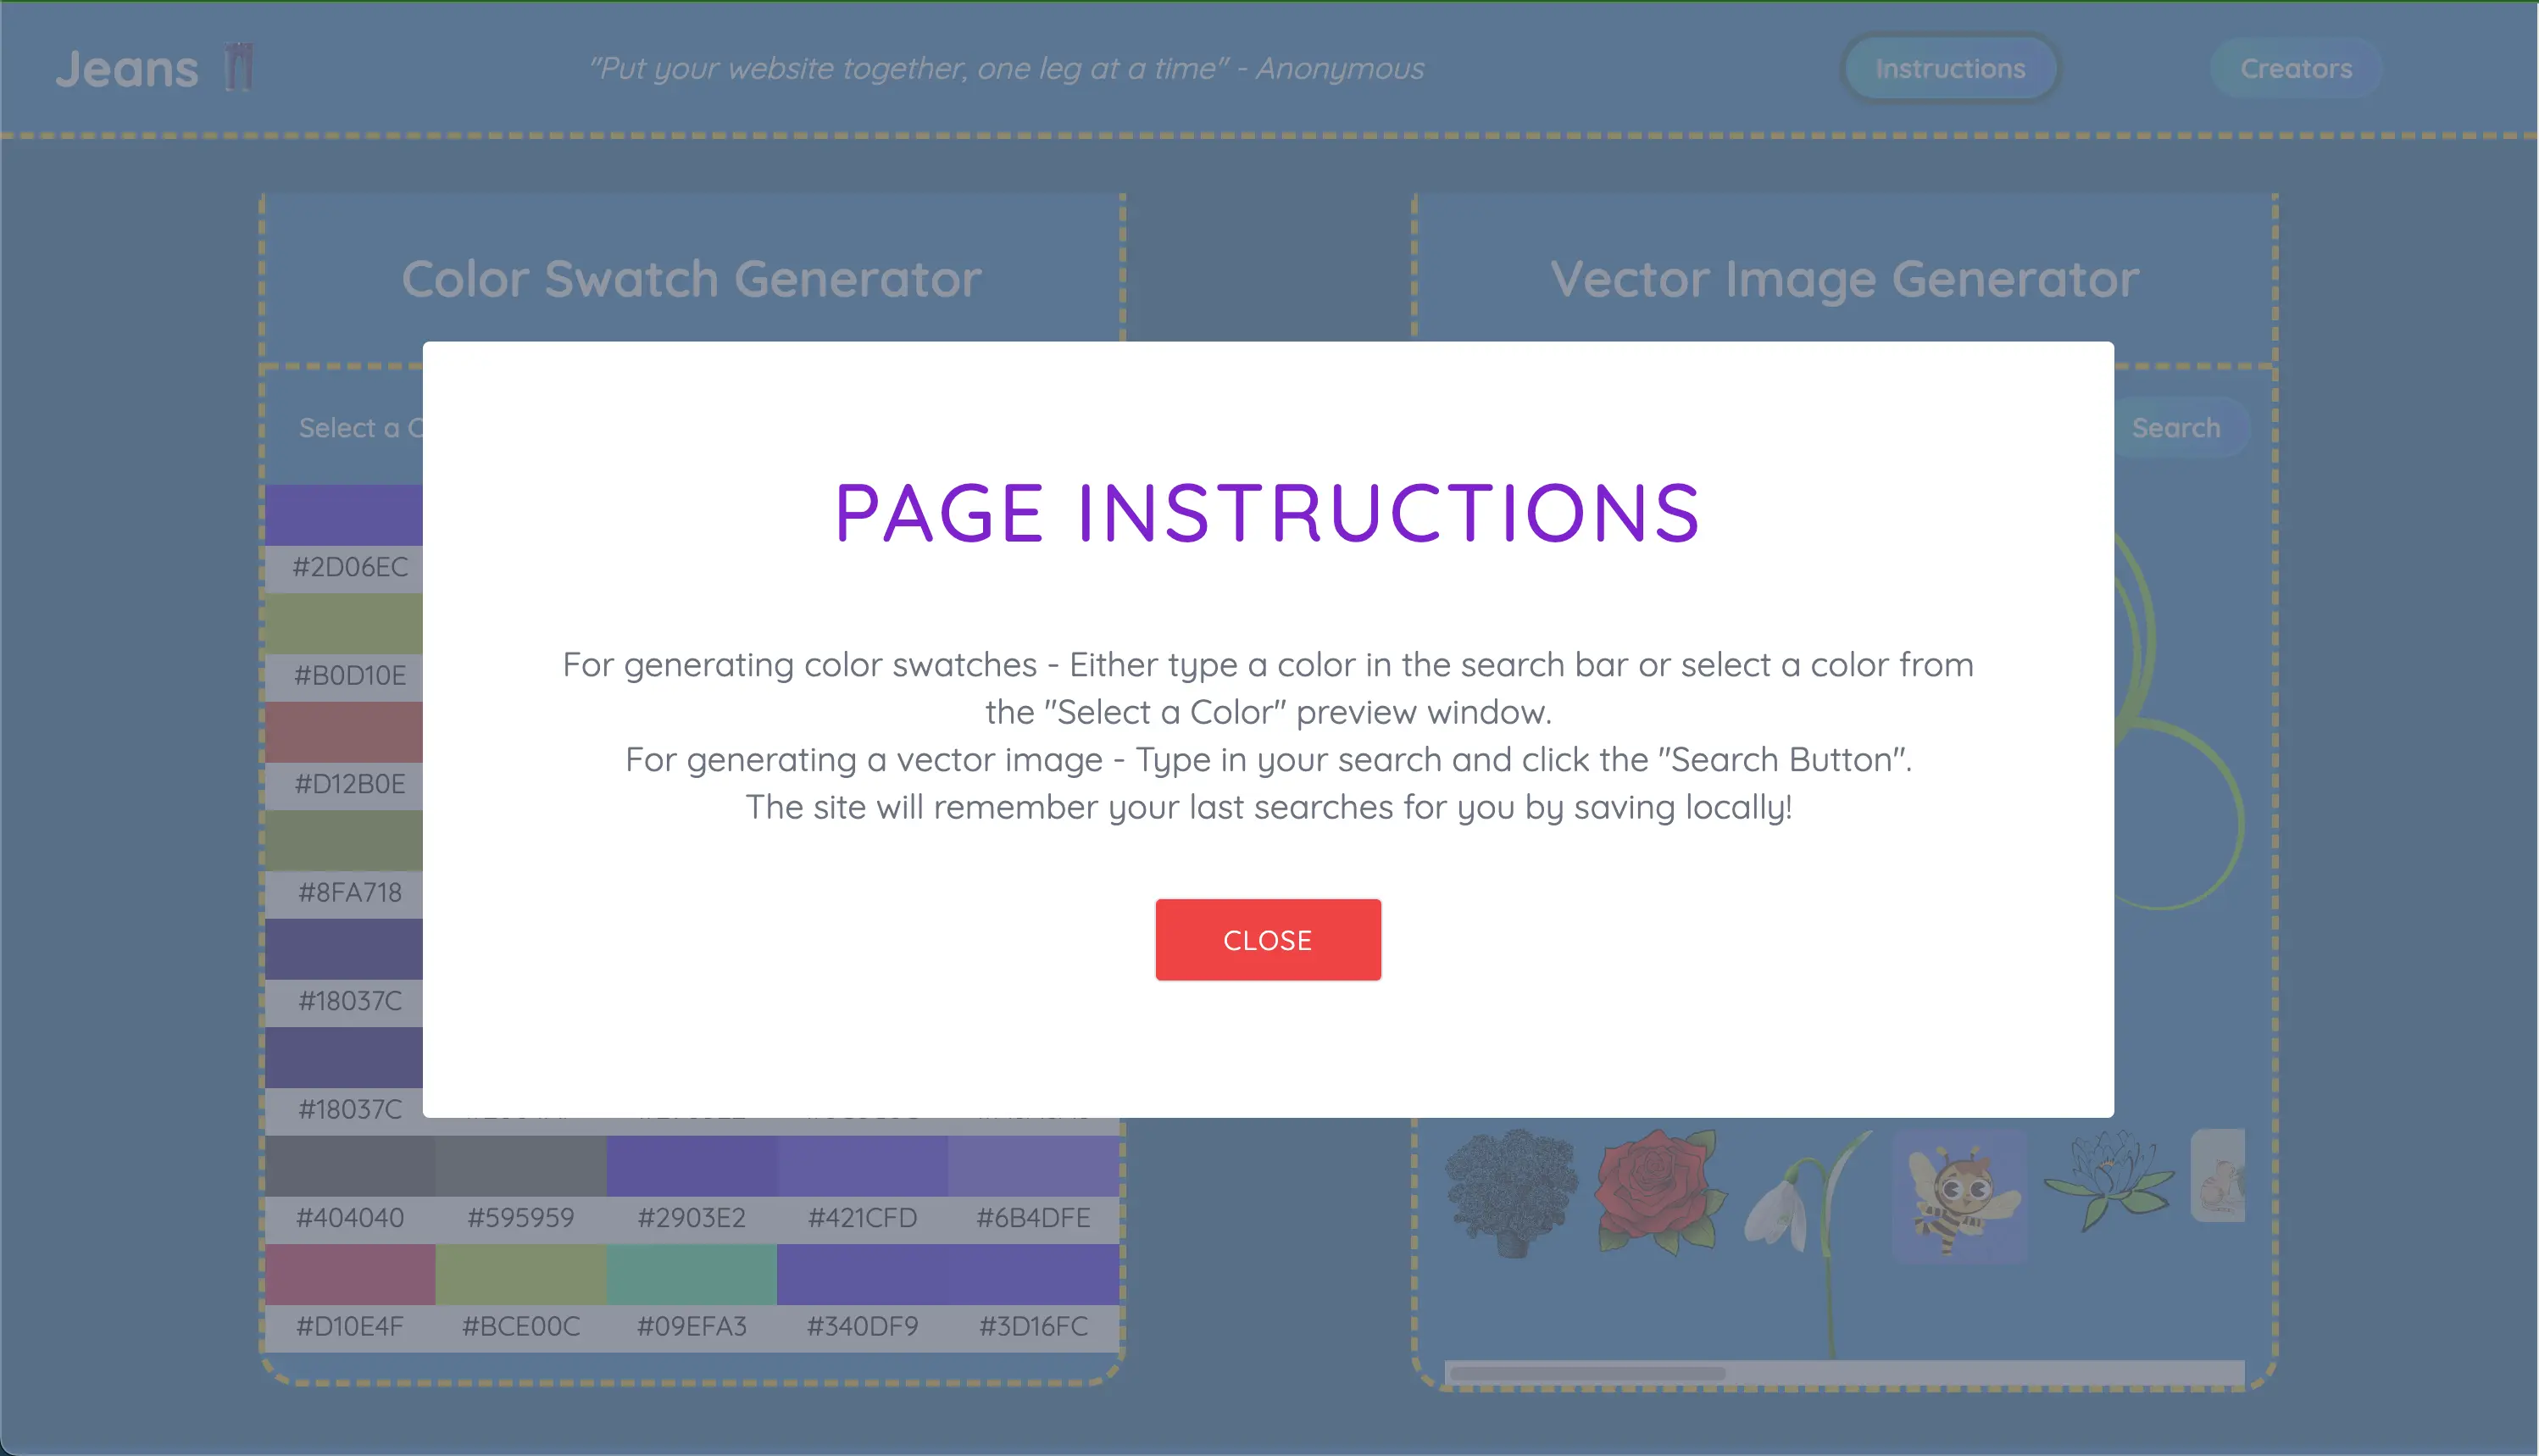 Jeans
"Put your website together, one leg at a time" - Anonymous
Instructions
Creators
Color Swatch Generator
Vector Image Generator
Select a
Search
PAGE INSTRUCTIONS
For generating color swatches - Either type a color in the search bar or select a color from
the "Select a Color" preview window.
For generating a vector image - Type in your search and click the "Search Button".
The site will remember your last searches for you by saving locally!
CLOSE
#2D06EC
#B0D10E
#D12B0E
#8FA718
#18037C
#18037C
#404040 #595959 #2903E2 #421CFD #6B4DFE
#D10E4F #BCE00C #09EFA3 #340DF9 #3D16FC